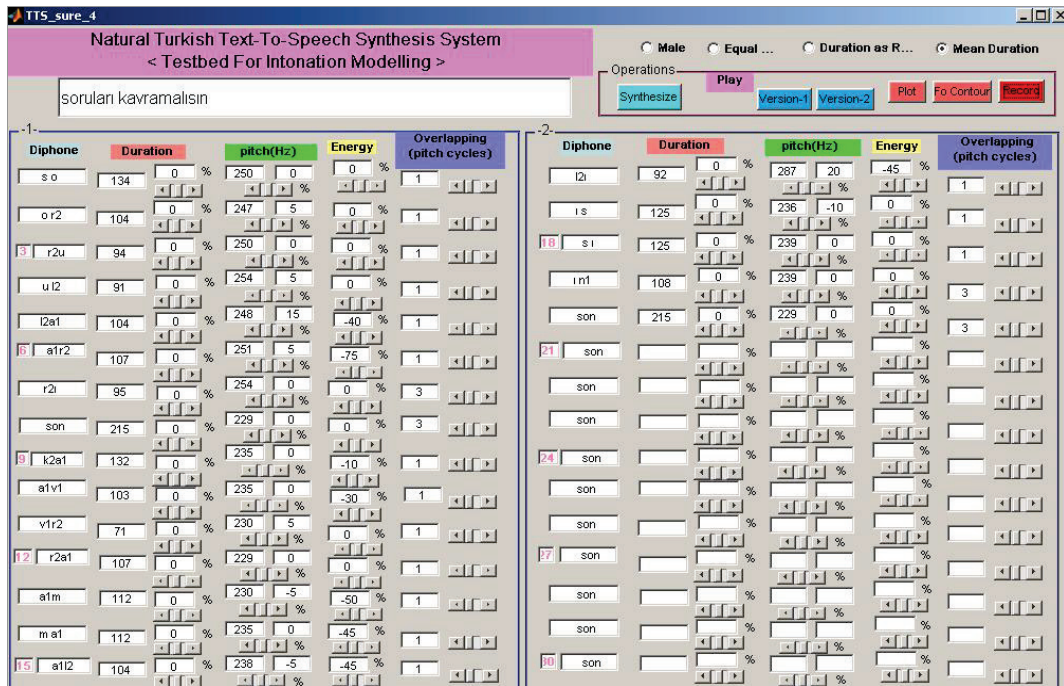 TTS_sure_4
Natural Turkish Text-To-Speech Synthesis System
< Testbed For Intonation Modelling >
Male Equal ... Duration as R... Mean Duration
soruları kavramalısın
Operations
Synthesize Play Version-1 Version-2 Plot Fo Contour Record
-1-
Diphone Duration pitch(Hz) Energy Overlapping (pitch cycles)
s o 134 0 % 250 0 % 0 % 1
o r2 104 0 % 247 5 % 0 % 1
3 r2u 94 0 % 250 0 % 0 % 1
u l2 91 0 % 254 5 % 0 % 1
l2a1 104 0 % 248 15 % -40 % 1
6 a1r2 107 0 % 251 5 % -75 % 1
r2ı 95 0 % 254 0 % 0 % 3
son 215 0 % 229 0 % 0 % 3
9 k2a1 132 0 % 235 0 % -10 % 1
a1v1 103 0 % 235 0 % -30 % 1
v1r2 71 0 % 230 5 % 0 % 1
12 r2a1 107 0 % 229 0 % 0 % 1
a1m 112 0 % 230 -5 % -50 % 1
m a1 112 0 % 235 0 % -45 % 1
15 a1l2 104 0 % 238 -5 % -45 % 1
-2-
Diphone Duration pitch(Hz) Energy Overlapping (pitch cycles)
l2ı 92 0 % 287 20 % -45 % 1
ı s 125 0 % 236 -10 % 0 % 1
18 s ı 125 0 % 239 0 % 0 % 1
ı n1 108 0 % 239 0 % 0 % 3
son 215 0 % 229 0 % 0 % 3
21 son % % %
son % % %
son % % %
24 son % % %
son % % %
son % % %
27 son % % %
son % % %
son % % %
30 son % % %